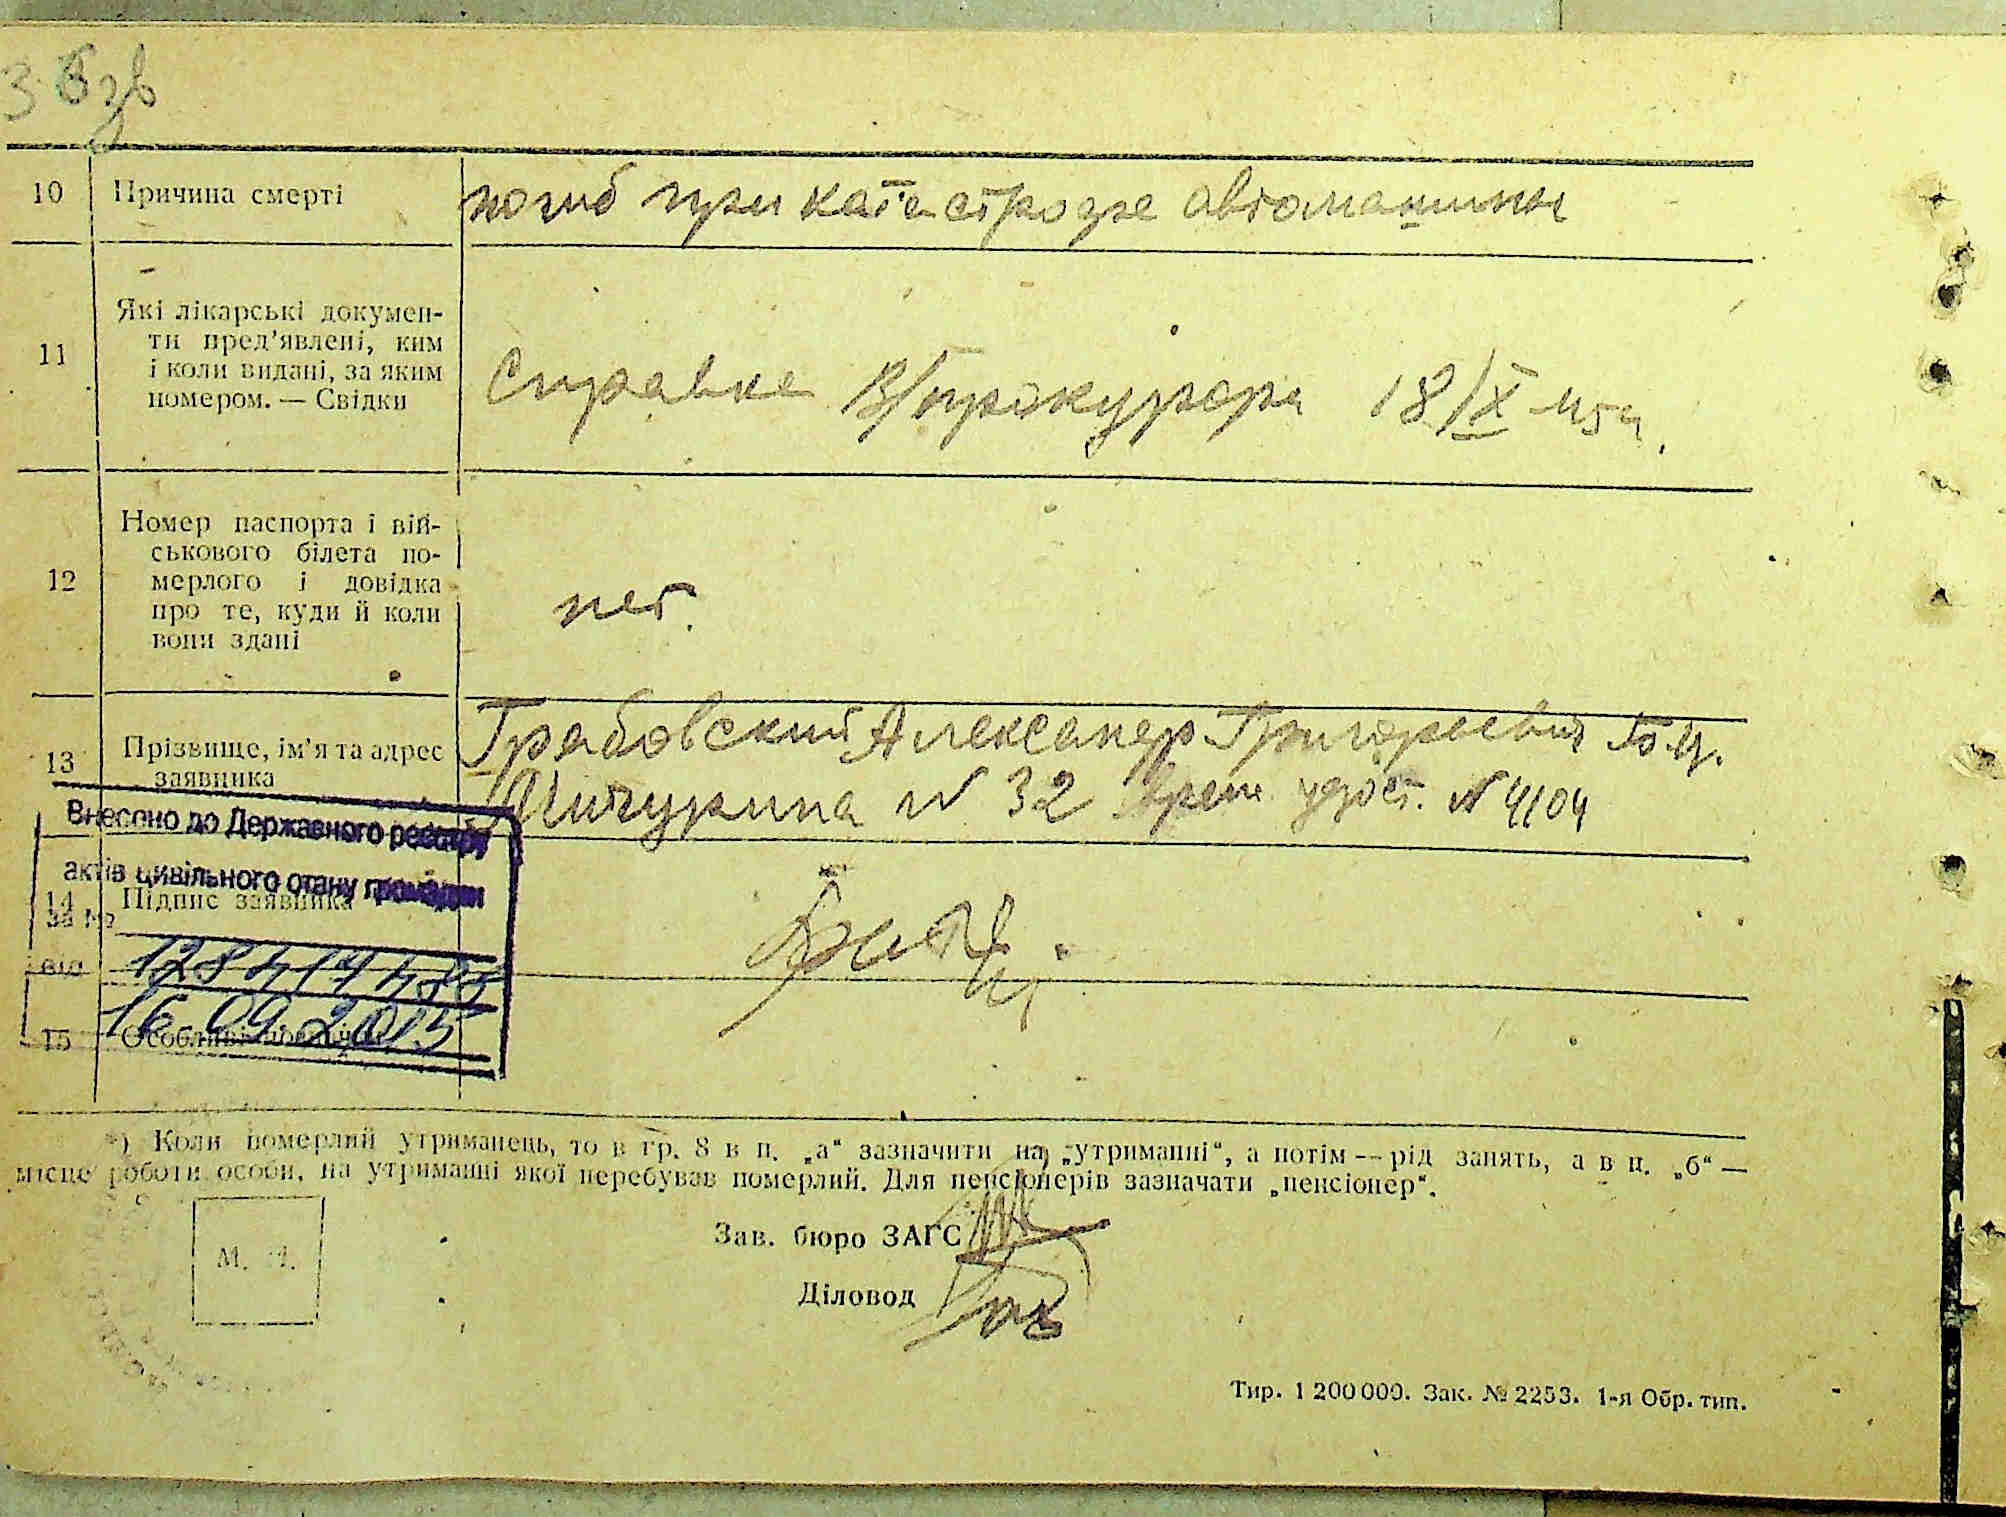 10 Причина смерті погиб при катастрофе автомашины
11 Які лікарські докумен-
ти пред’явлені, ким
і коли видані, за яким
номером. — Свідки
Справка В/прокурора 18/IX
12 Номер паспорта і вій-
ськового білета по-
мерлого і довідка
про те, куди й коли
вони здані
нет.
13 Прізвище, ім’я та адрес
заявника
Грабовский Александр Григорьевич
Мичурина № 32 врем. удост. № 4104
Внесено до Державного реєстру
актів цивільного стану громадян
14 Підпис заявника
за №
від
16.09.2015
15
*) Коли померлий утриманець, то в гр. 8 в п. „а“ зазначити на „утриманні“, а потім — рід занять, а в п. „б“ —
місце роботи особи, на утриманні якої перебував померлий. Для пенсіонерів зазначати „пенсіонер“.
М. П.
Зав. бюро ЗАГС
Діловод
Тир. 1 200 000. Зак. № 2253. 1-я Обр. тип.